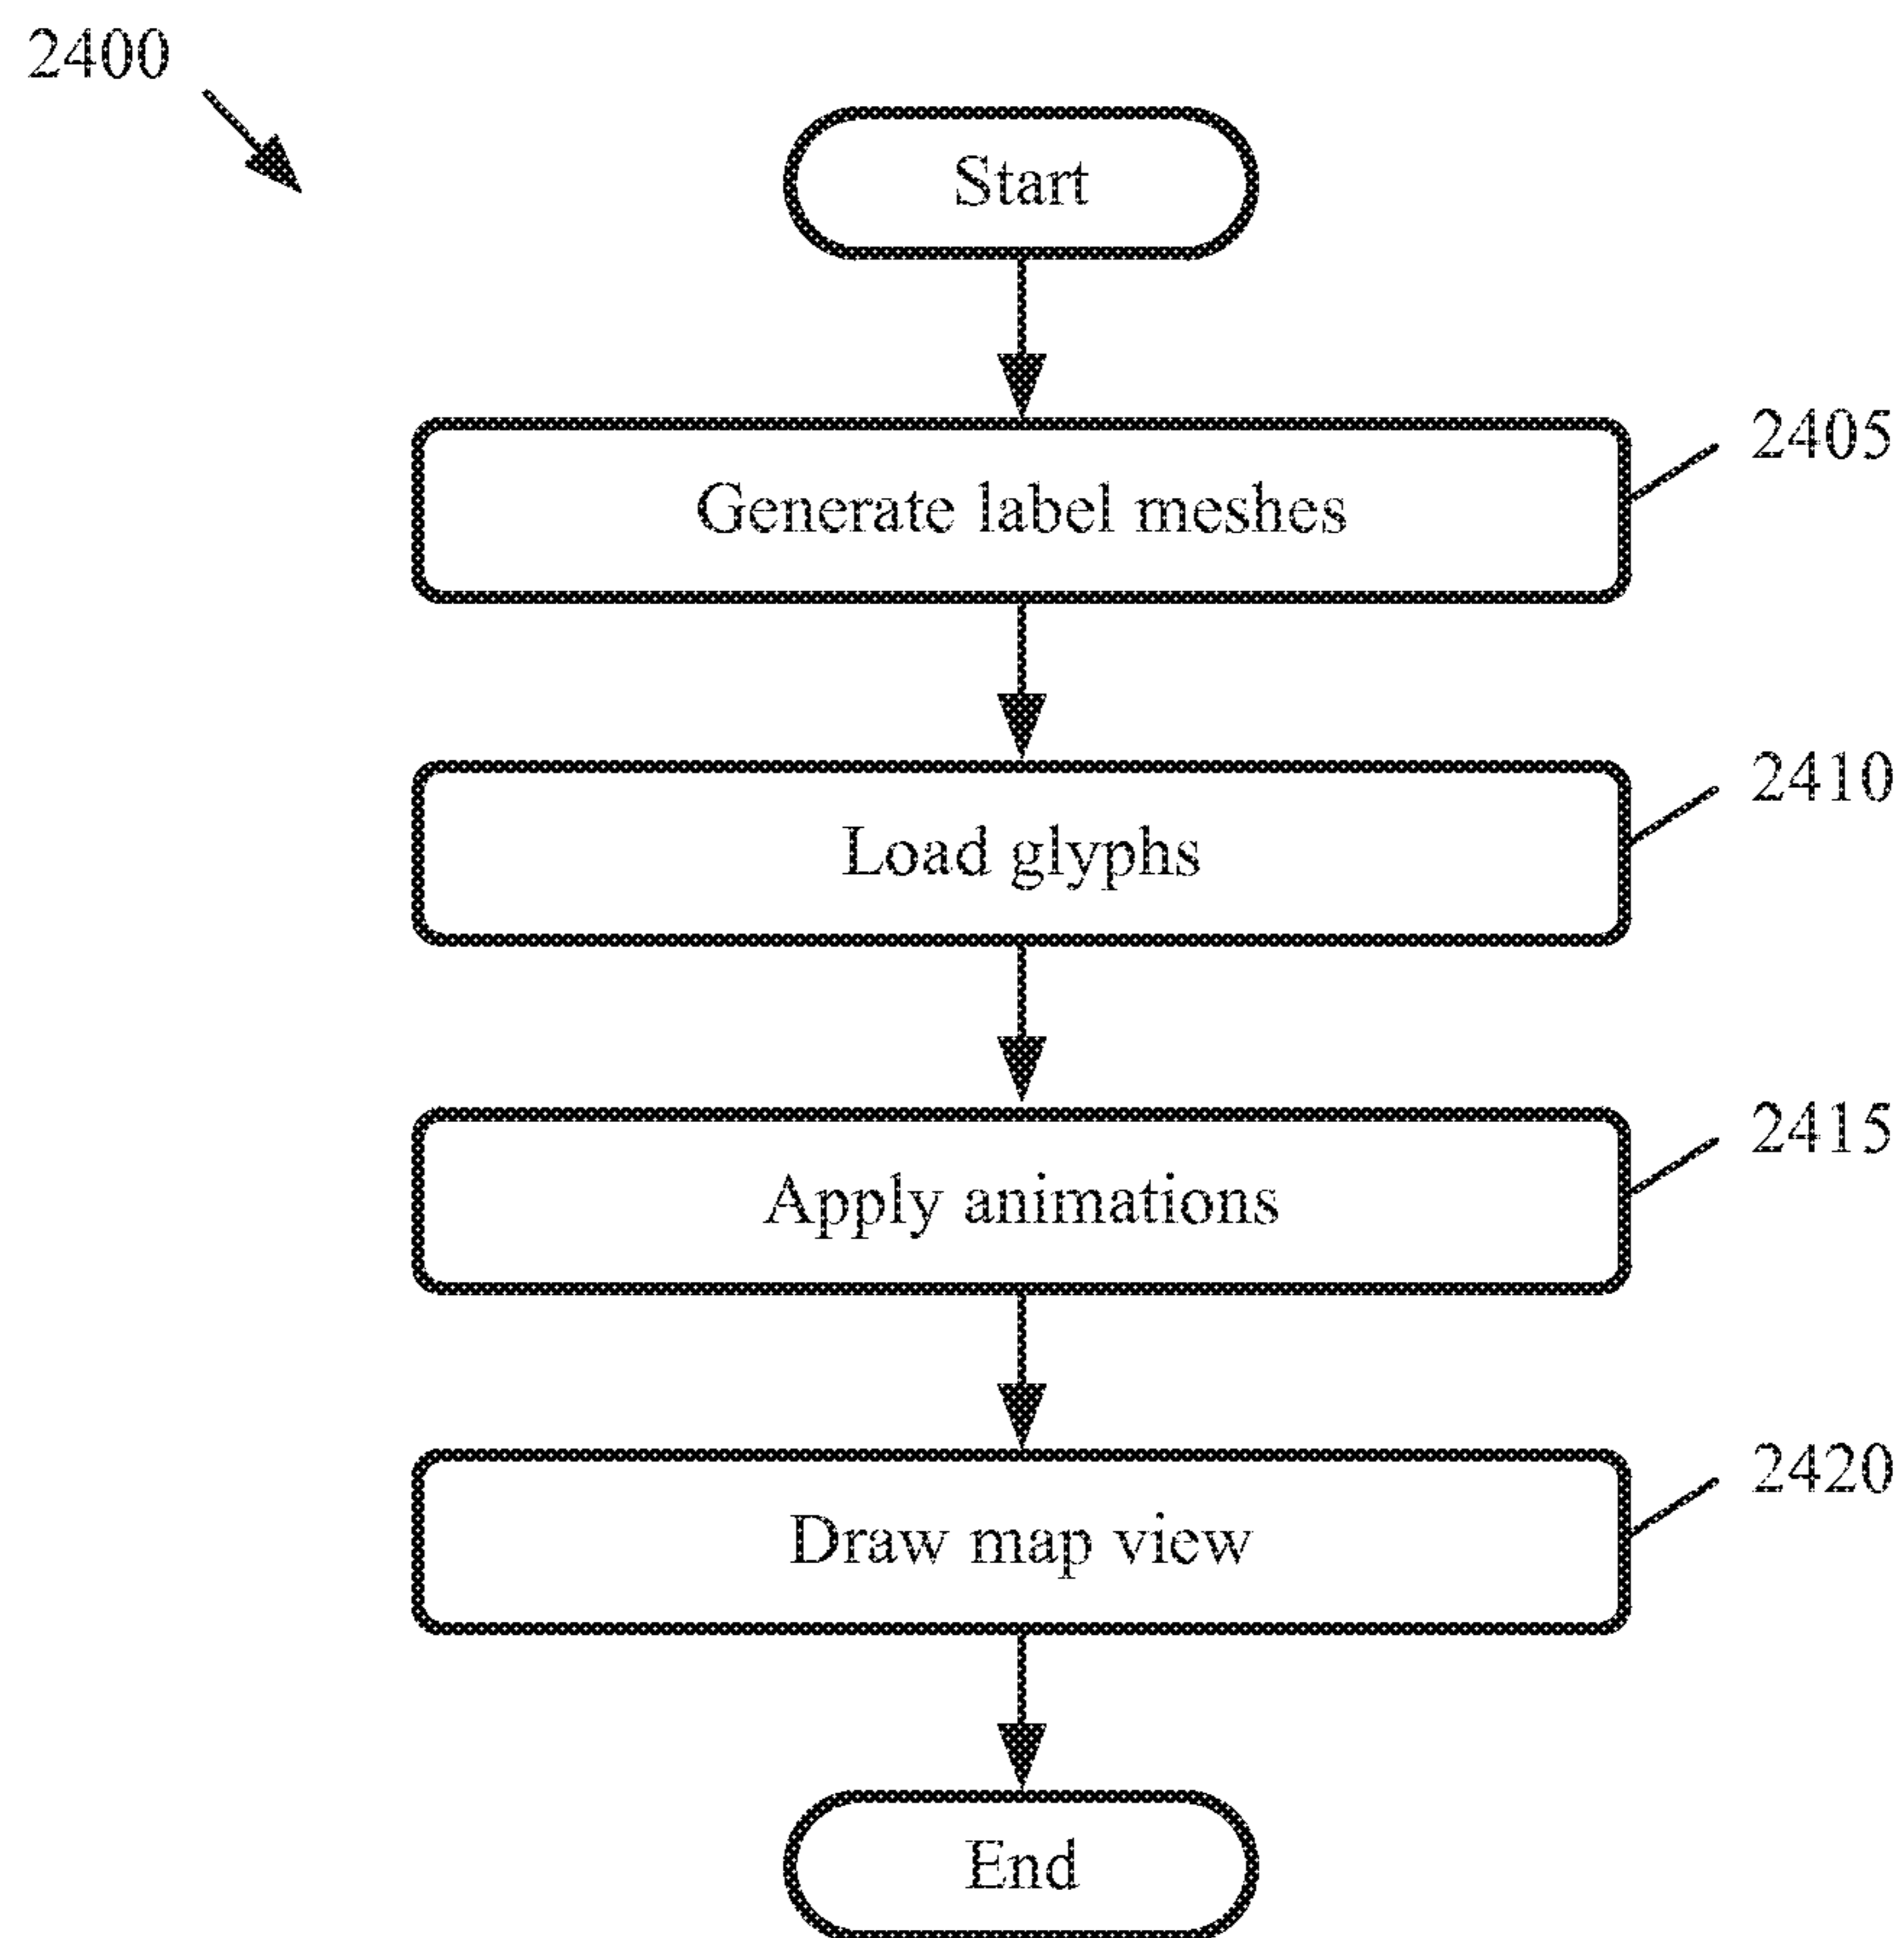 2400
Start
Generate label meshes
2405
Load glyphs
2410
Apply animations
2415
Draw map view
2420
End